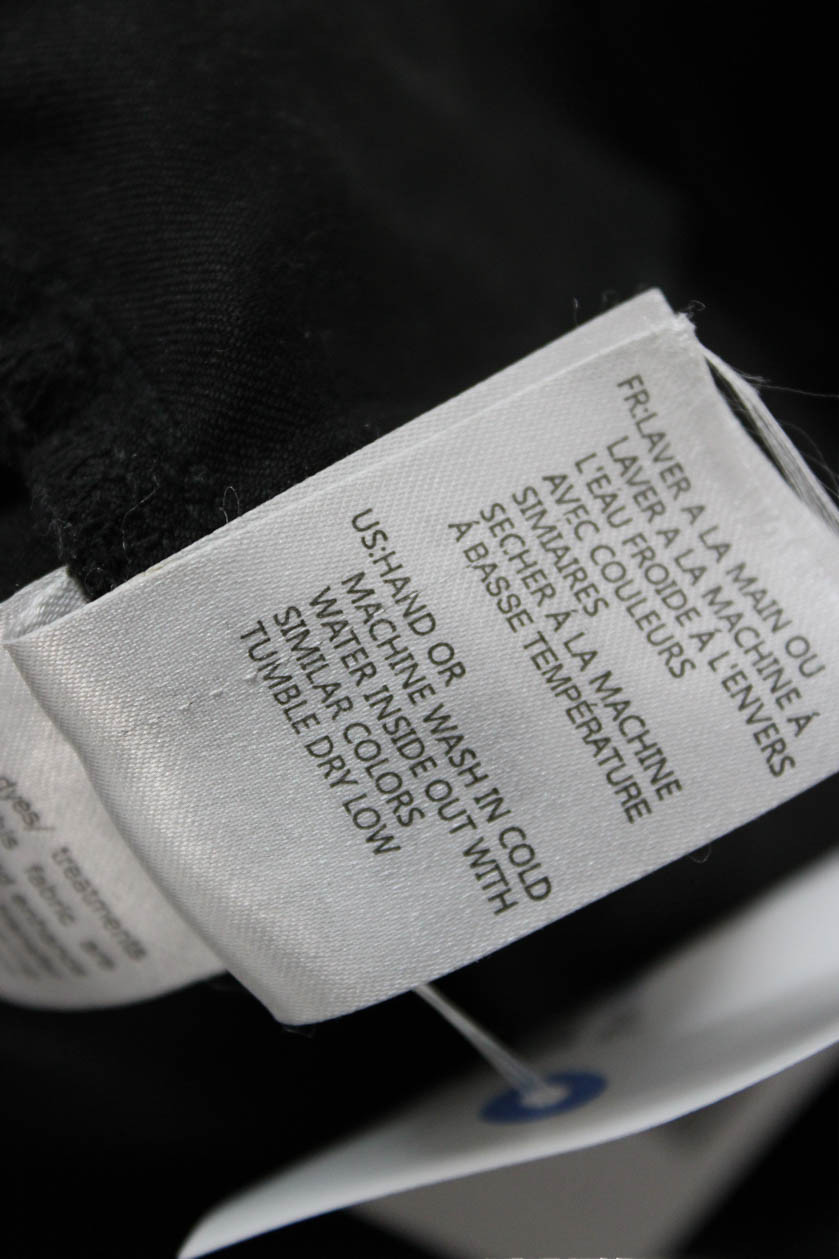 FR:LAVER A LA MAIN OU
LAVER A LA MACHINE Á
L'EAU FROIDE Á L'ENVERS
AVEC COULEURS
SIMIAIRES
SECHER Á LA MACHINE
Á BASSE TEMPÉRATURE
US:HAND OR
MACHINE WASH IN COLD
WATER INSIDE OUT WITH
SIMILAR COLORS
TUMBLE DRY LOW
dyes/ treatments
fabric are